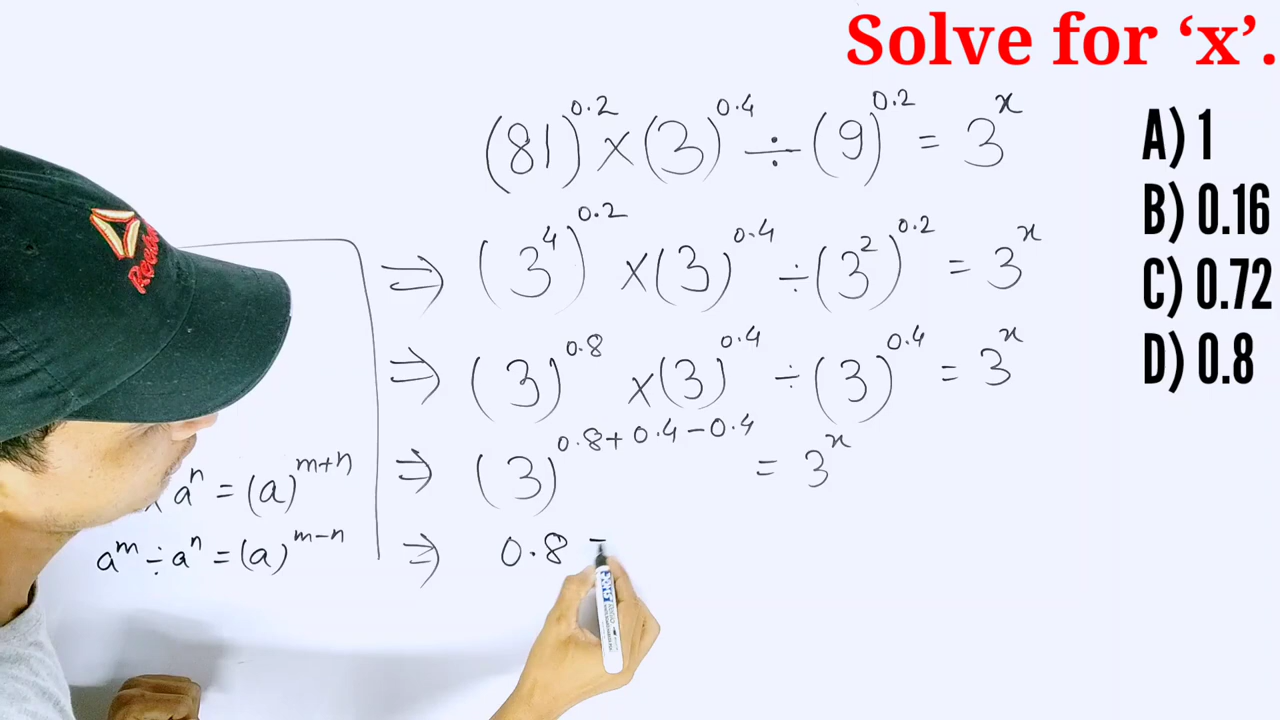 Solve for ‘x’.
(81)^0.2 × (3)^0.4 ÷ (9)^0.2 = 3^x
A) 1
B) 0.16
C) 0.72
D) 0.8
⇒ (3^4)^0.2 × (3)^0.4 ÷ (3^2)^0.2 = 3^x
⇒ (3)^0.8 × (3)^0.4 ÷ (3)^0.4 = 3^x
⇒ (3)^0.8+0.4−0.4 = 3^x
⇒ 0.8 =
Reebok
× a^n = (a)^m+n
a^m ÷ a^n = (a)^m−n